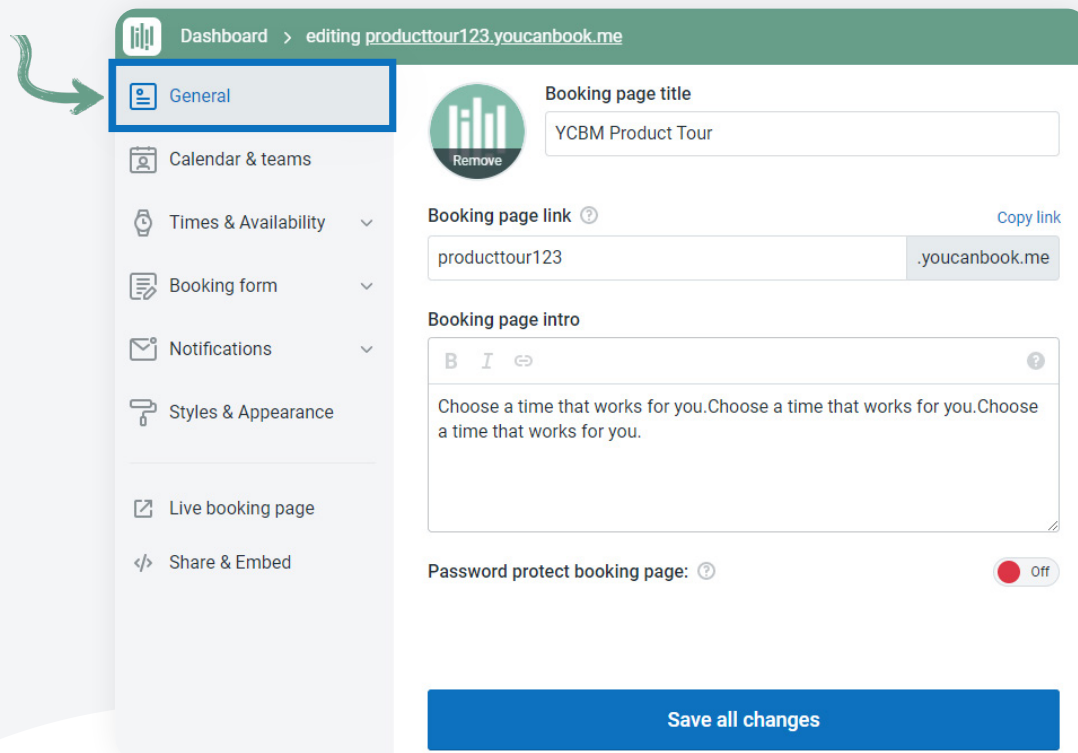 Dashboard > editing producttour123.youcanbook.me
General
Calendar & teams
Times & Availability
Booking form
Notifications
Styles & Appearance
Live booking page
</> Share & Embed
Remove
Booking page title
YCBM Product Tour
Booking page link ?
Copy link
producttour123
.youcanbook.me
Booking page intro
B I ?
Choose a time that works for you.Choose a time that works for you.Choose
a time that works for you.
Password protect booking page: ?
Off
Save all changes